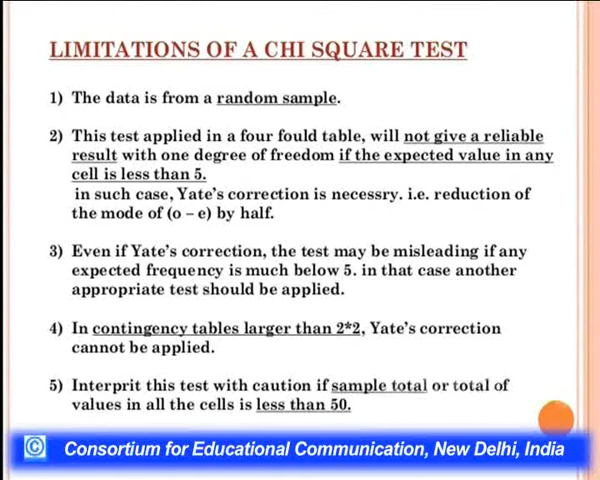 LIMITATIONS OF A CHI SQUARE TEST
1) The data is from a random sample.
2) This test applied in a four fould table, will not give a reliable
result with one degree of freedom if the expected value in any
cell is less than 5.
in such case, Yate's correction is necessry. i.e. reduction of
the mode of (o – e) by half.
3) Even if Yate's correction, the test may be misleading if any
expected frequency is much below 5. in that case another
appropriate test should be applied.
4) In contingency tables larger than 2*2, Yate's correction
cannot be applied.
5) Interprit this test with caution if sample total or total of
values in all the cells is less than 50.
© Consortium for Educational Communication, New Delhi, India